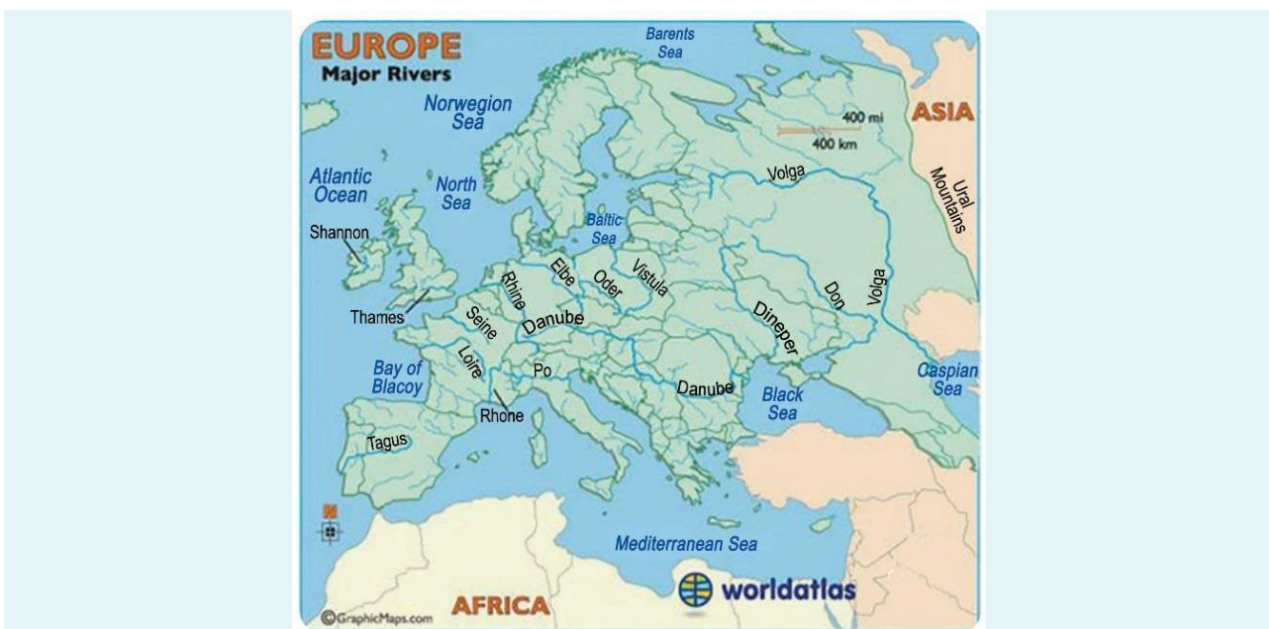 EUROPE
Major Rivers
Barents
Sea
Norwegion
Sea
ASIA
400 mi
400 km
Volga
Ural
Mountains
Atlantic
Ocean
North
Sea
Baltic
Sea
Shannon
Thames
Rhine
Elbe
Oder
Vistula
Don
Volga
Seine
Danube
Dineper
Loire
Bay of
Blacoy
Po
Danube
Black
Sea
Caspian
Sea
Rhone
Tagus
N
Mediterranean Sea
worldatlas
AFRICA
©GraphicMaps.com